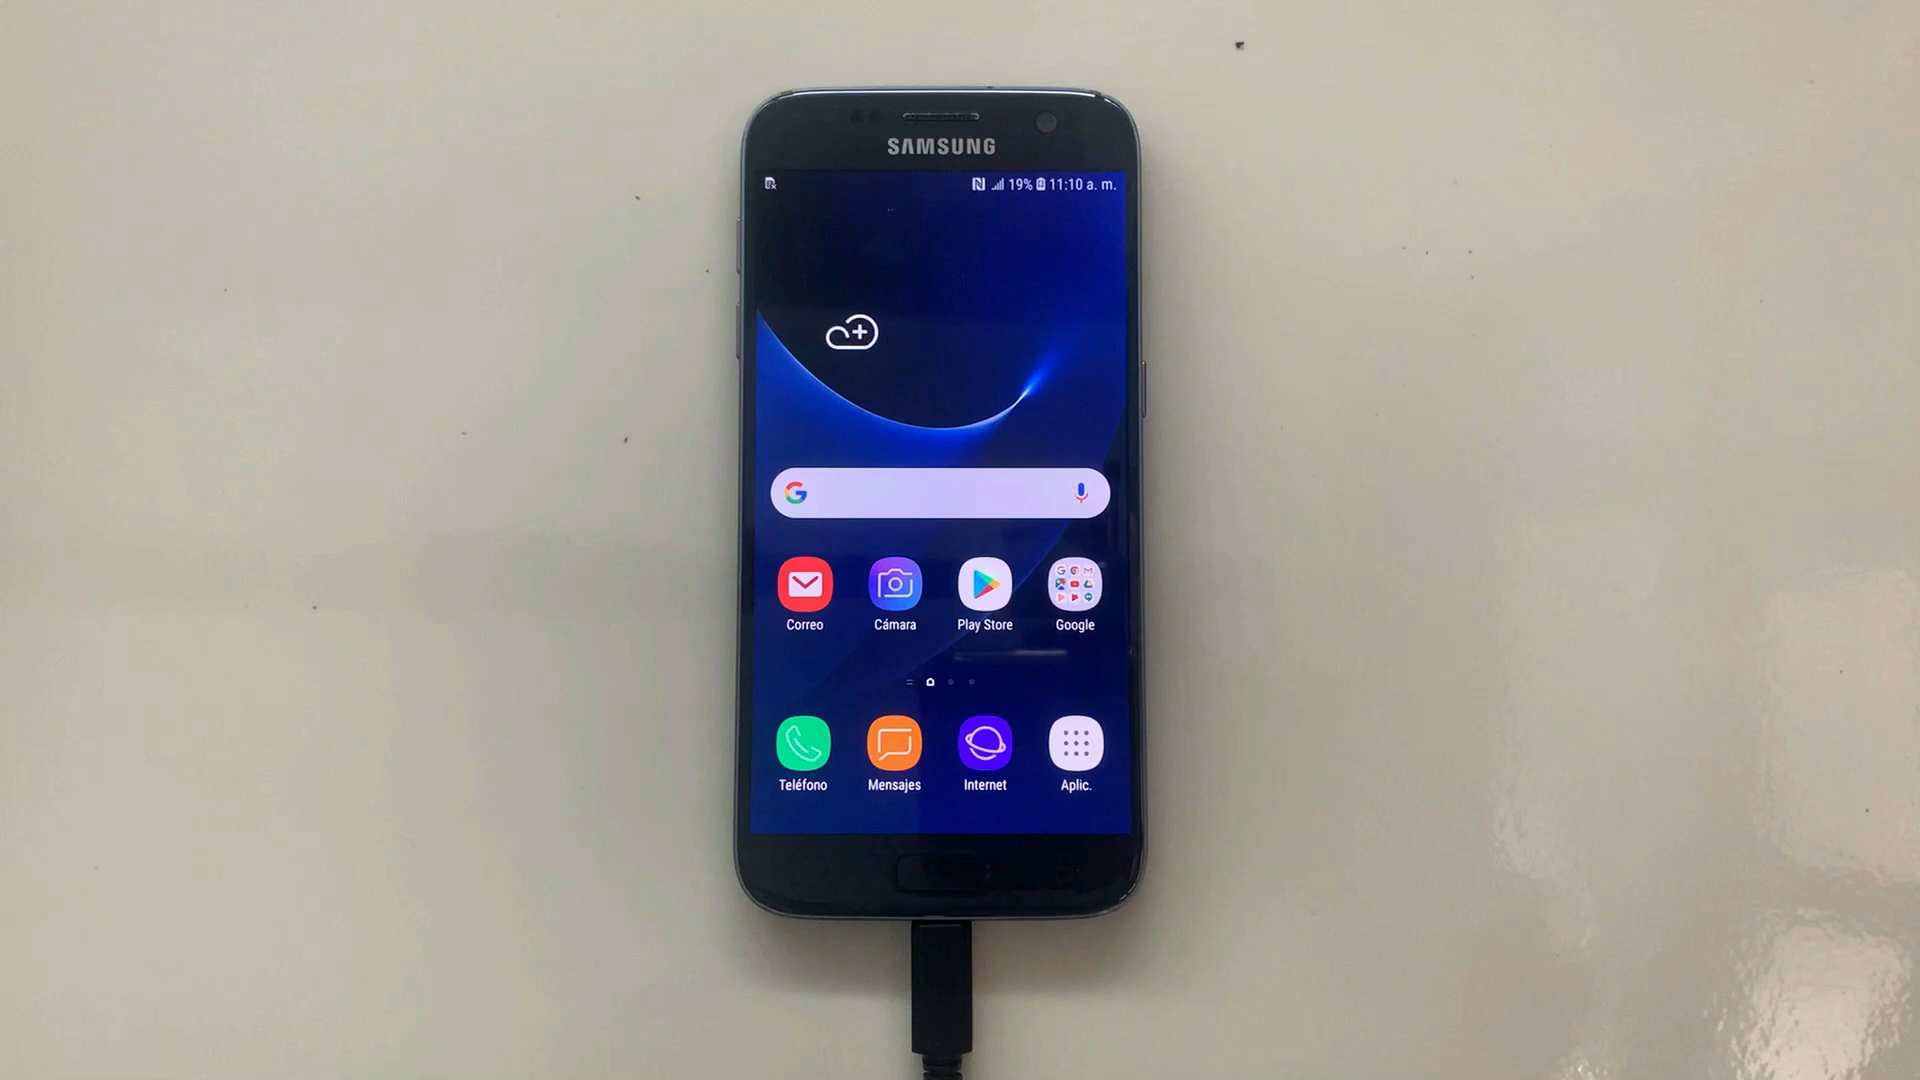 SAMSUNG
19% 11:10 a. m.
Correo Cámara Play Store Google
Teléfono Mensajes Internet Aplic.